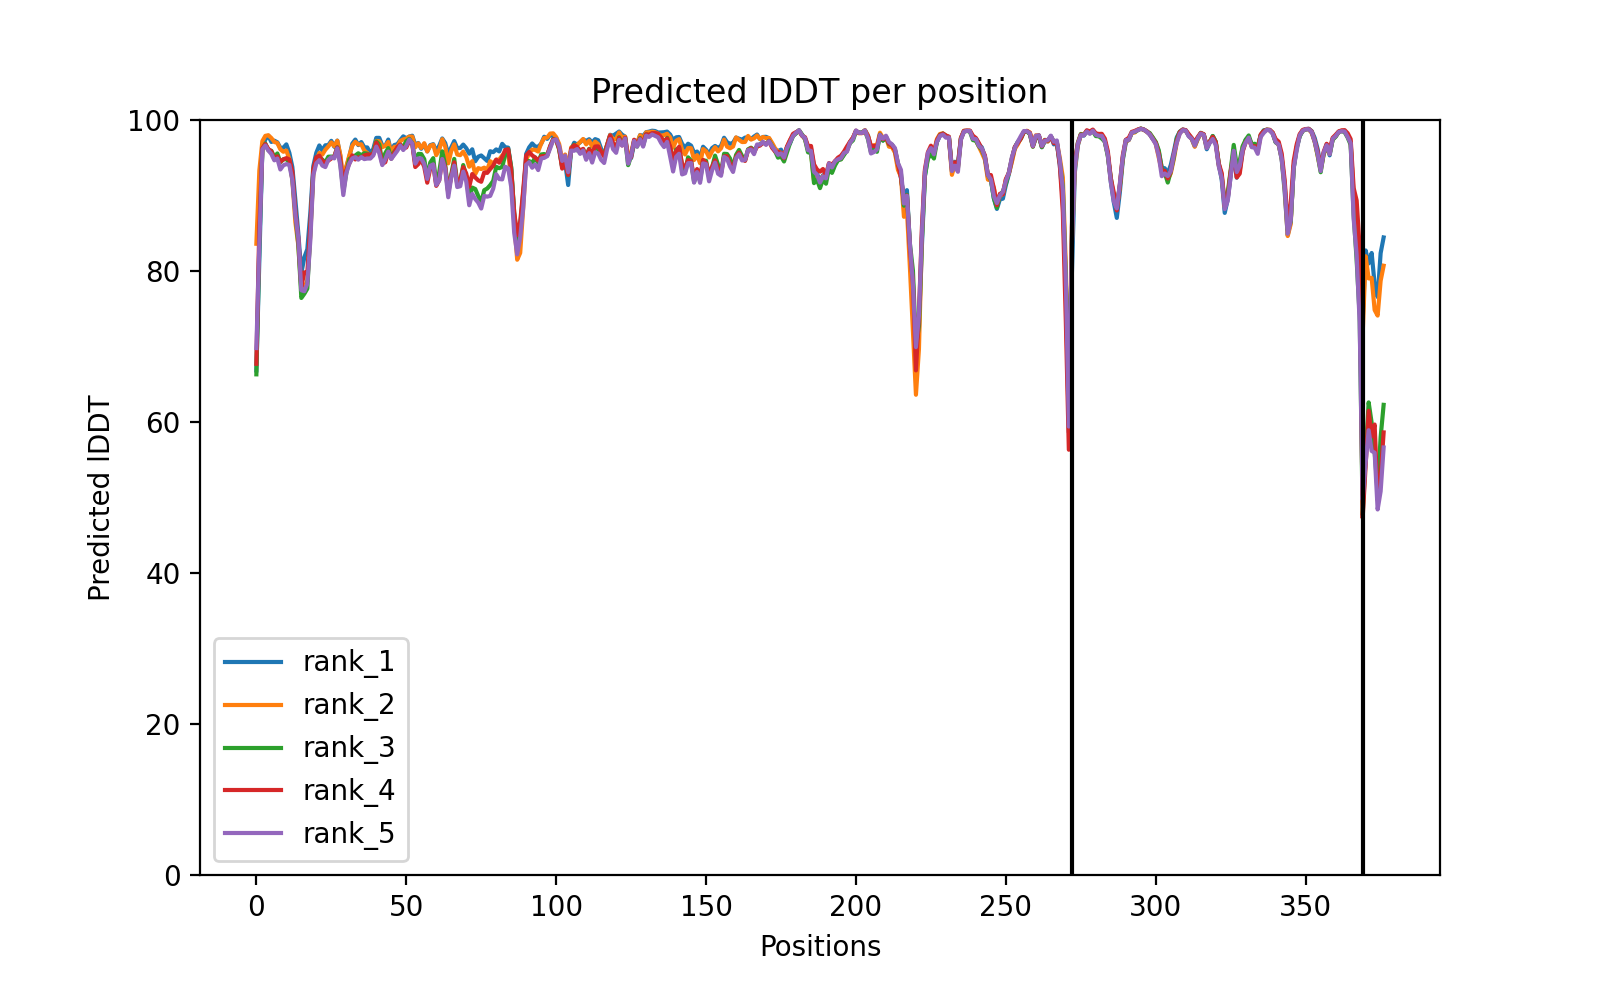 Predicted lDDT per position
100
80
60
40
20
0
Predicted lDDT
rank_1
rank_2
rank_3
rank_4
rank_5
0 50 100 150 200 250 300 350
Positions